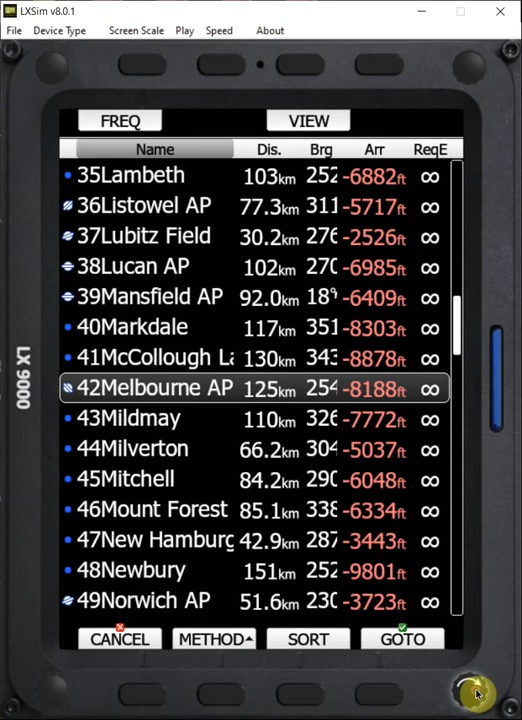 LXSim v8.0.1
File Device Type Screen Scale Play Speed About
FREQ VIEW
Name Dis. Brg Arr ReqE
35Lambeth 103km 252 -6882ft ∞
36Listowel AP 77.3km 311 -5717ft ∞
37Lubitz Field 30.2km 276 -2526ft ∞
38Lucan AP 102km 270 -6985ft ∞
39Mansfield AP 92.0km 18° -6409ft ∞
40Markdale 117km 351 -8303ft ∞
41McCollough La 130km 343 -8878ft ∞
42Melbourne AP 125km 254 -8188ft ∞
43Mildmay 110km 326 -7772ft ∞
44Milverton 66.2km 304 -5037ft ∞
45Mitchell 84.2km 290 -6048ft ∞
46Mount Forest 85.1km 338 -6334ft ∞
47New Hamburg 42.9km 287 -3443ft ∞
48Newbury 151km 252 -9801ft ∞
49Norwich AP 51.6km 230 -3723ft ∞
CANCEL METHOD SORT GOTO
LX 9000